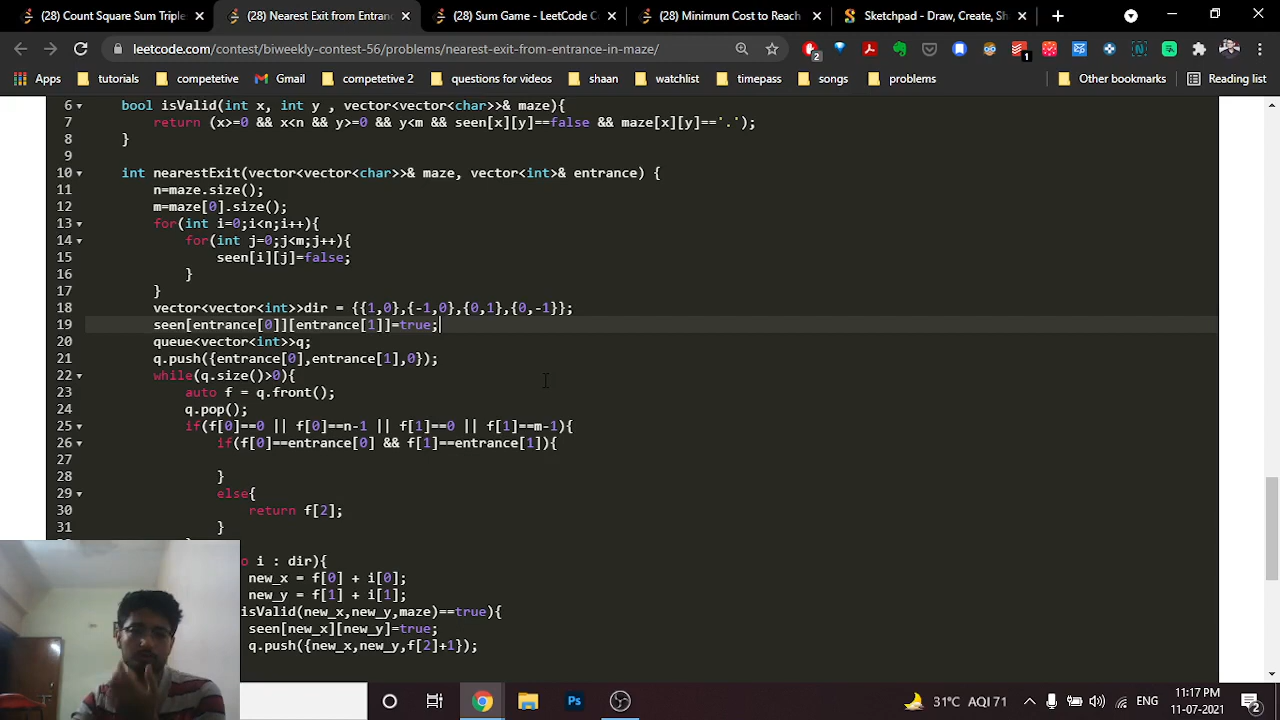 (28) Count Square Sum Triple
(28) Nearest Exit from Entranc
(28) Sum Game - LeetCode C
(28) Minimum Cost to Reach
Sketchpad - Draw, Create, Sh
leetcode.com/contest/biweekly-contest-56/problems/nearest-exit-from-entrance-in-maze/
2
1
Apps
tutorials
competetive
Gmail
competetive 2
questions for videos
shaan
watchlist
timepass
songs
problems
Other bookmarks
Reading list
6 bool isValid(int x, int y , vector<vector<char>>& maze){
7 return (x>=0 && x<n && y>=0 && y<m && seen[x][y]==false && maze[x][y]=='.');
8 }
9
10 int nearestExit(vector<vector<char>>& maze, vector<int>& entrance) {
11 n=maze.size();
12 m=maze[0].size();
13 for(int i=0;i<n;i++){
14 for(int j=0;j<m;j++){
15 seen[i][j]=false;
16 }
17 }
18 vector<vector<int>>dir = {{1,0},{-1,0},{0,1},{0,-1}};
19 seen[entrance[0]][entrance[1]]=true;
20 queue<vector<int>>q;
21 q.push({entrance[0],entrance[1],0});
22 while(q.size()>0){
23 auto f = q.front();
24 q.pop();
25 if(f[0]==0 || f[0]==n-1 || f[1]==0 || f[1]==m-1){
26 if(f[0]==entrance[0] && f[1]==entrance[1]){
27
28 }
29 else{
30 return f[2];
31 }
i : dir){
new_x = f[0] + i[0];
new_y = f[1] + i[1];
isValid(new_x,new_y,maze)==true){
seen[new_x][new_y]=true;
q.push({new_x,new_y,f[2]+1});
Ps
31°C AQI 71
ENG
11:17 PM
11-07-2021